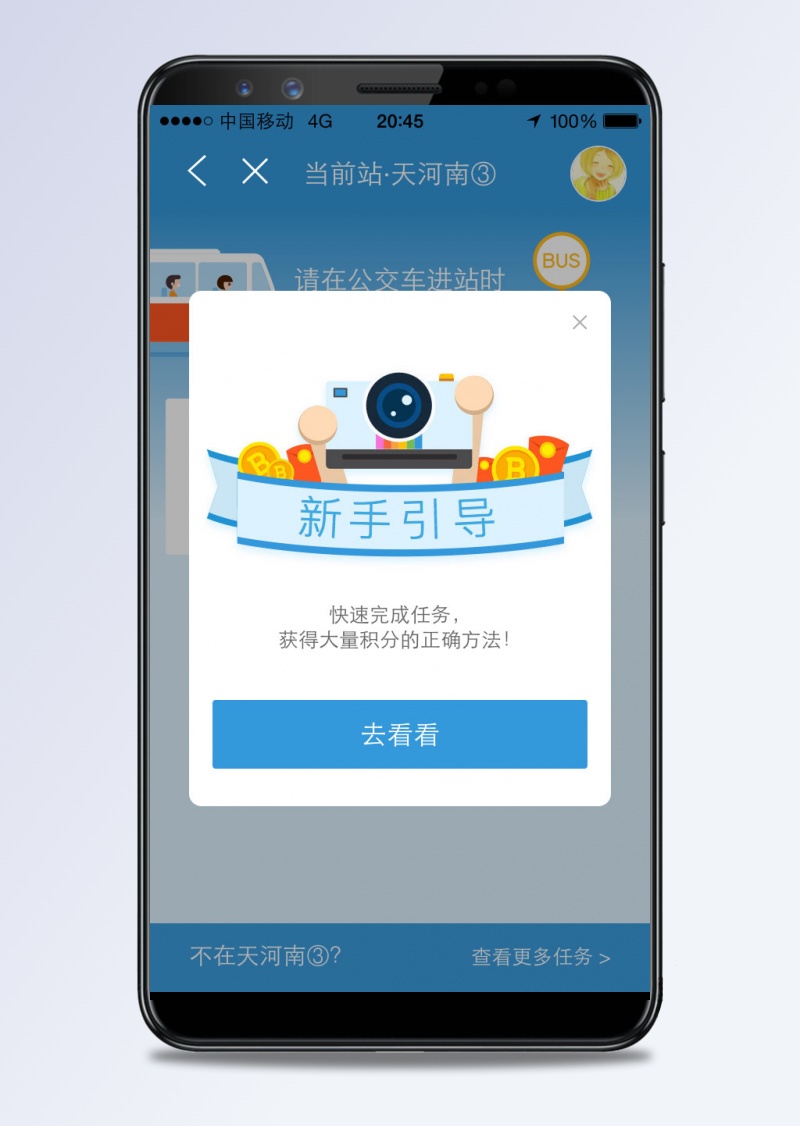 中国移动 4G 20:45 100%
当前站·天河南③
请在公交车进站时
BUS
新手引导
快速完成任务，
获得大量积分的正确方法！
去看看
不在天河南③? 查看更多任务 >